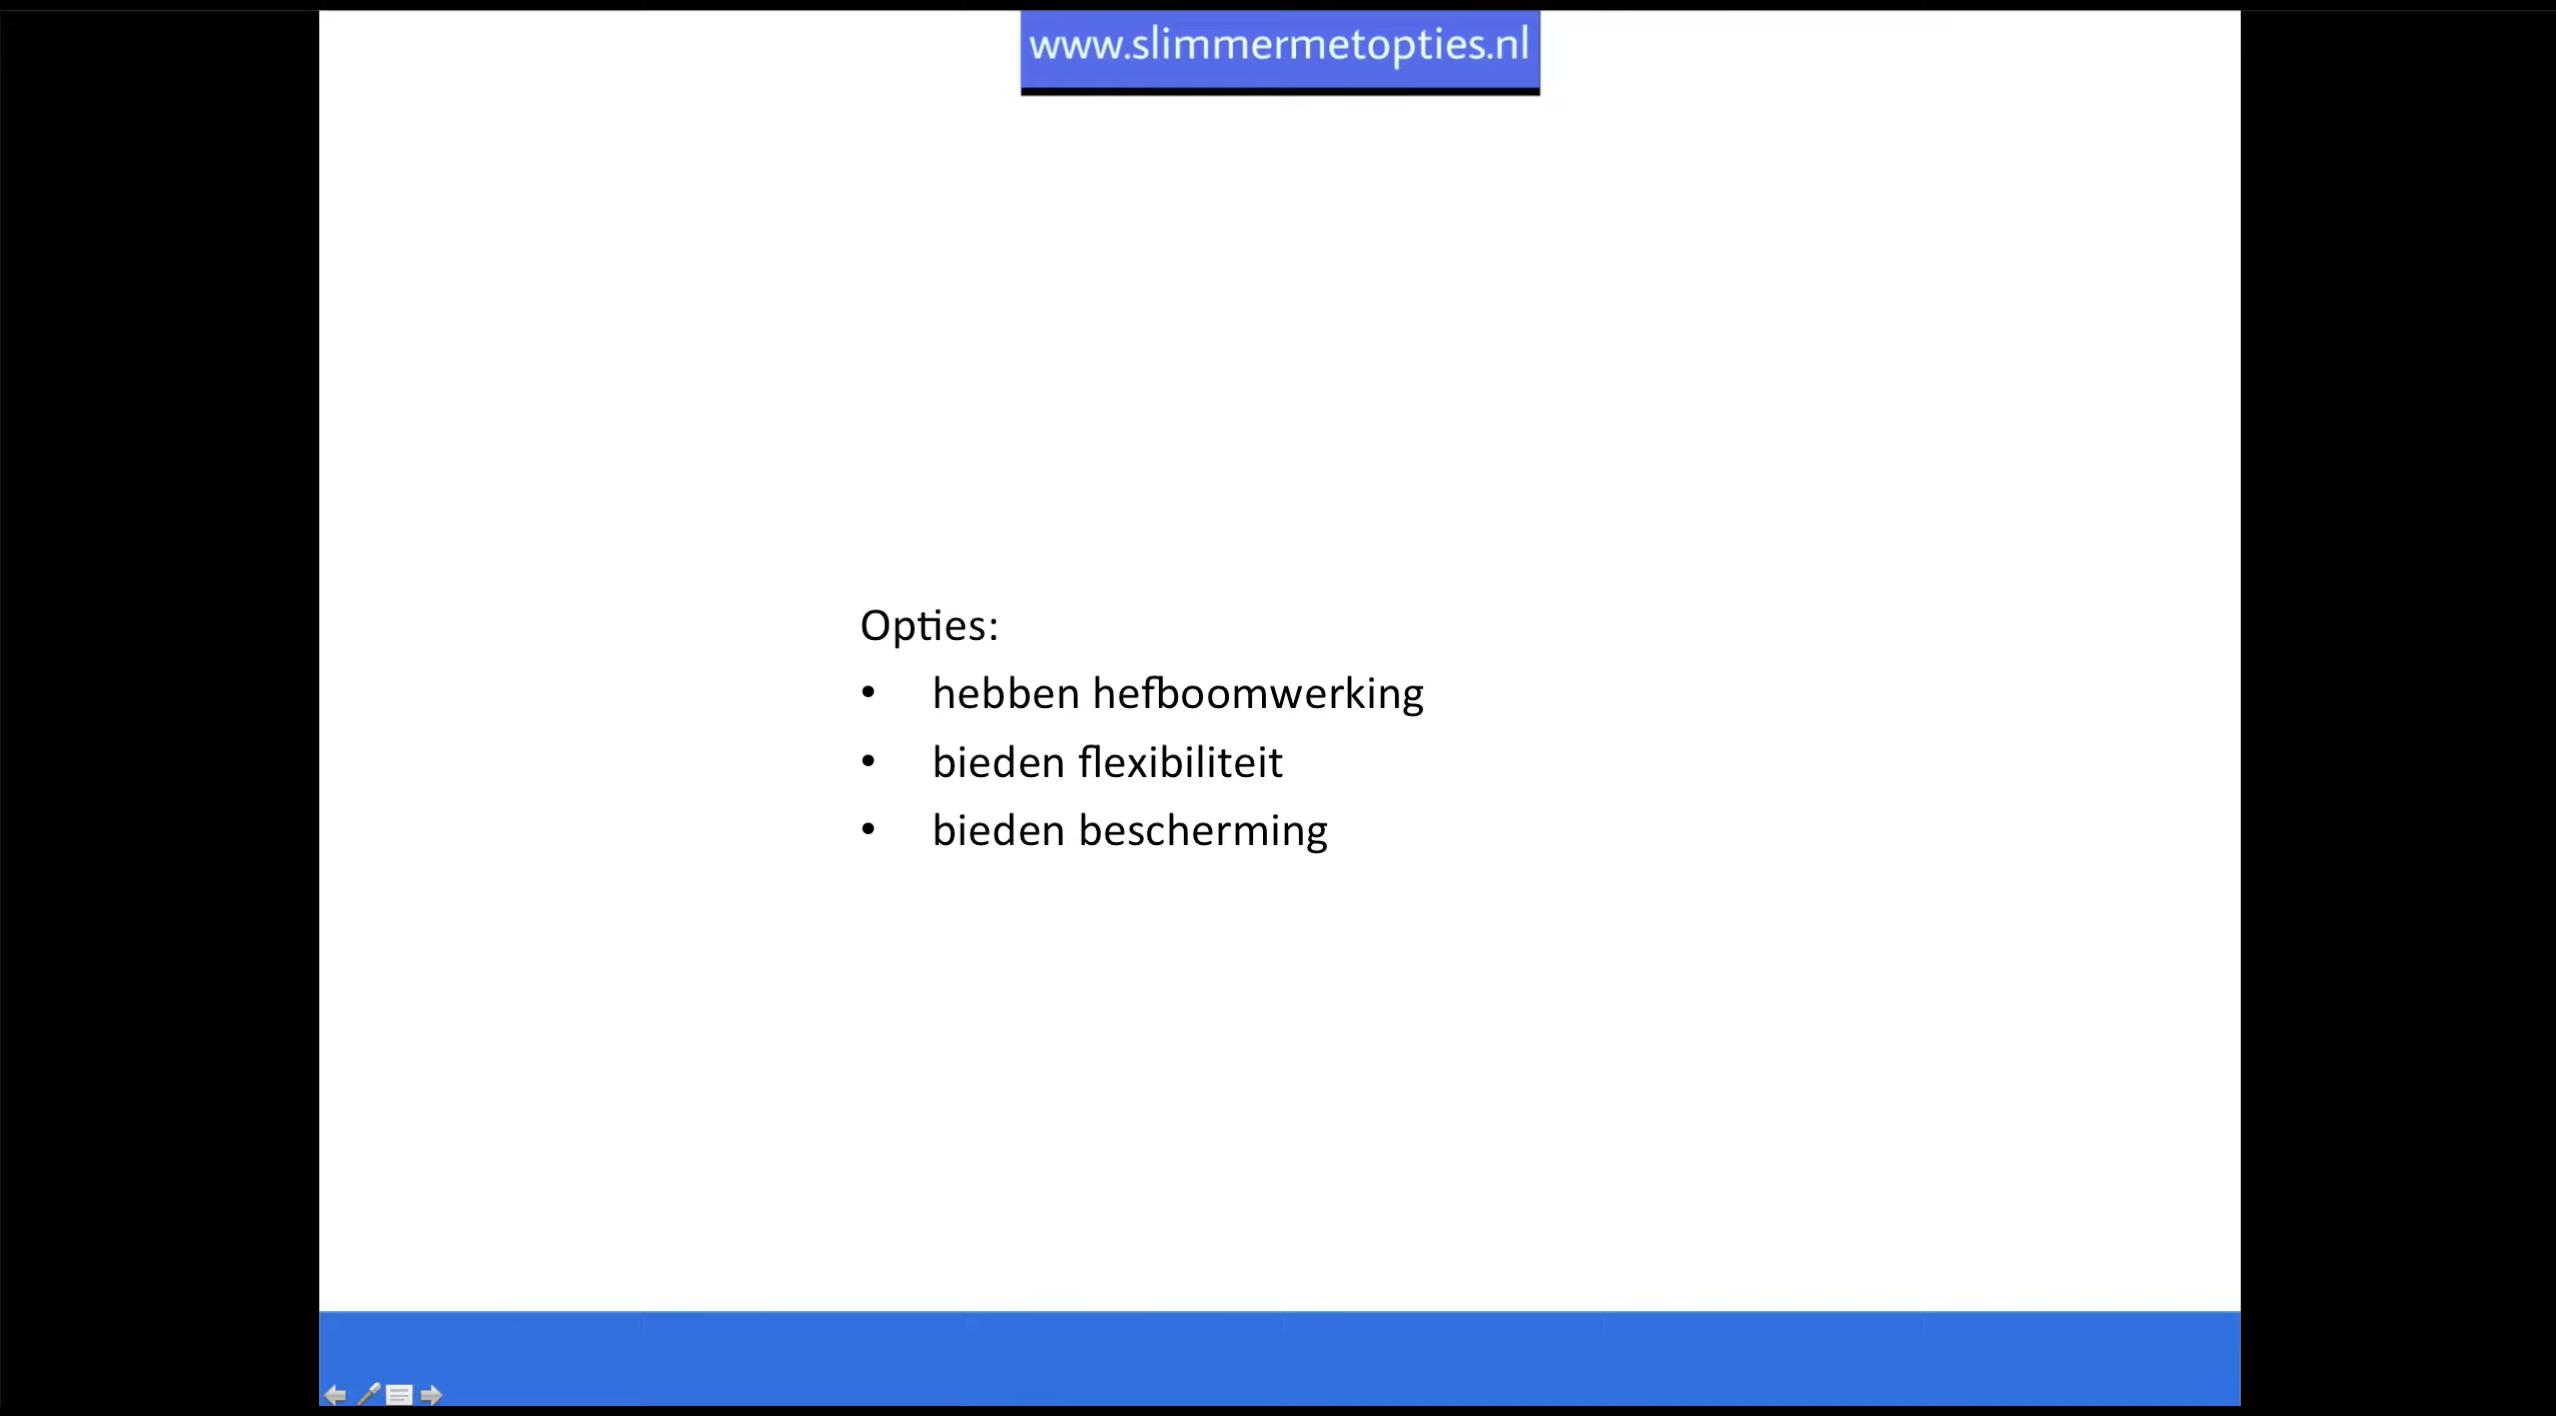 www.slimmermetopties.nl
Opties:
• hebben hefboomwerking
• bieden flexibiliteit
• bieden bescherming